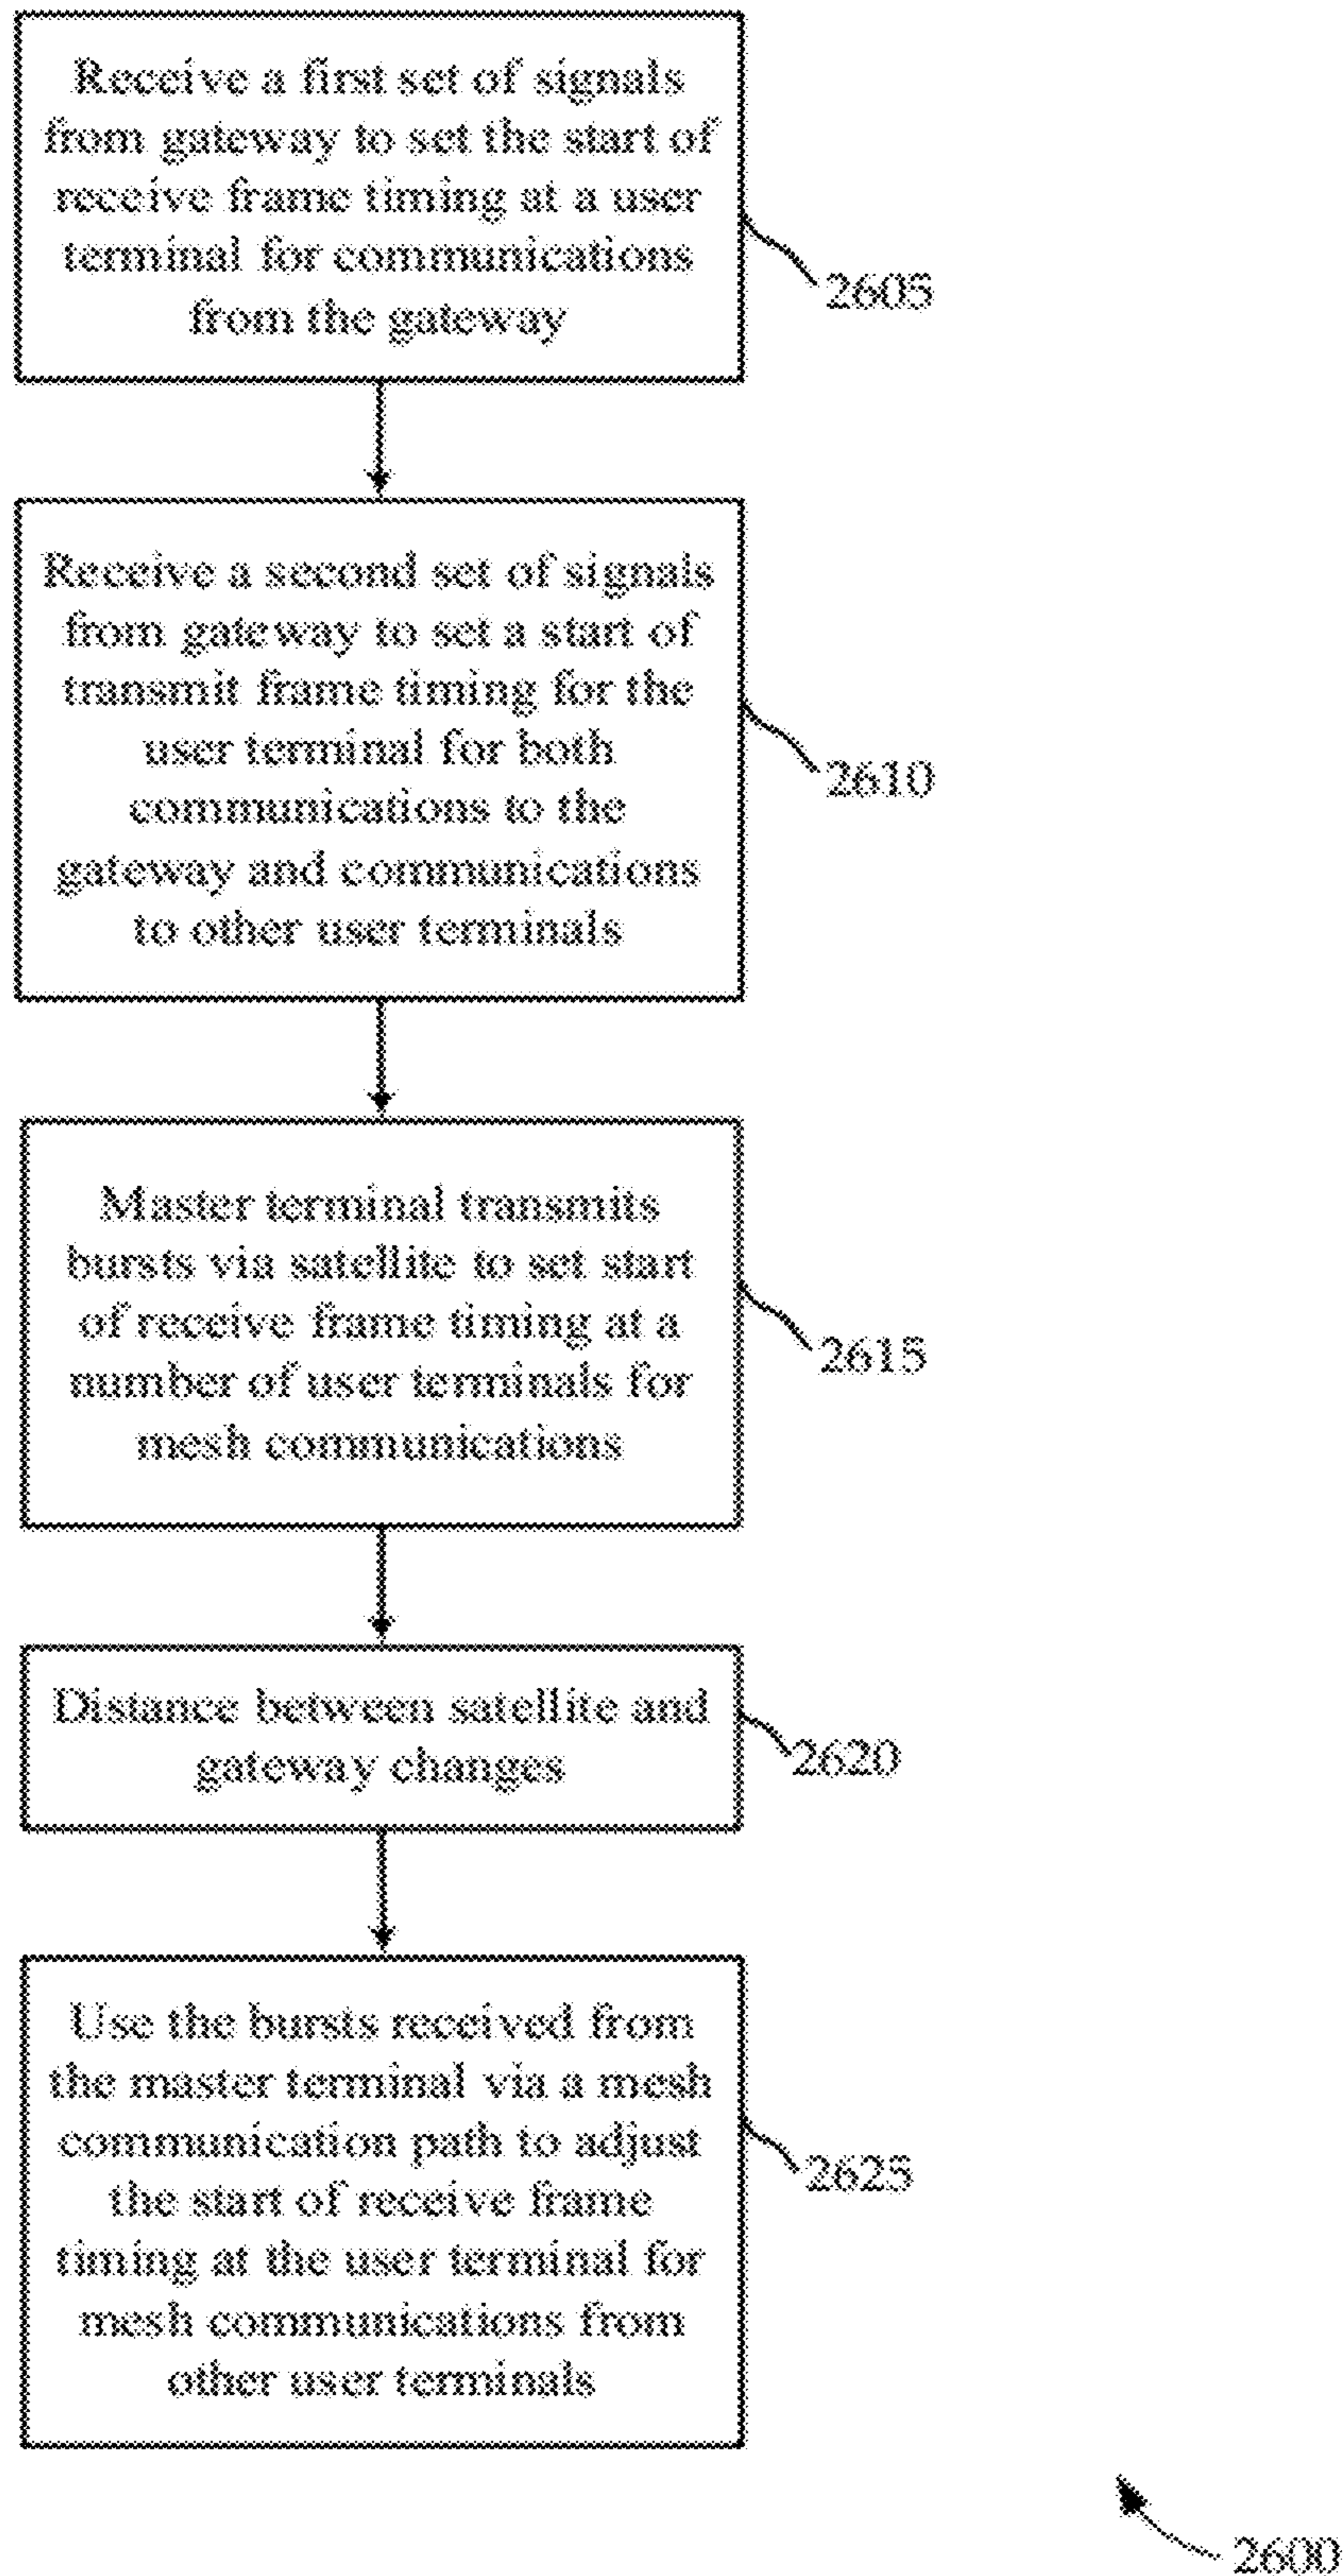 Receive a first set of signals
from gateway to set the start of
receive frame timing at a user
terminal for communications
from the gateway
2605
Receive a second set of signals
from gateway to set a start of
transmit frame timing for the
user terminal for both
communications to the
gateway and communications
to other user terminals
2610
Master terminal transmits
bursts via satellite to set start
of receive frame timing at a
number of user terminals for
mesh communications
2615
Distance between satellite and
gateway changes
2620
Use the bursts received from
the master terminal via a mesh
communication path to adjust
the start of receive frame
timing at the user terminal for
mesh communications from
other user terminals
2625
2600